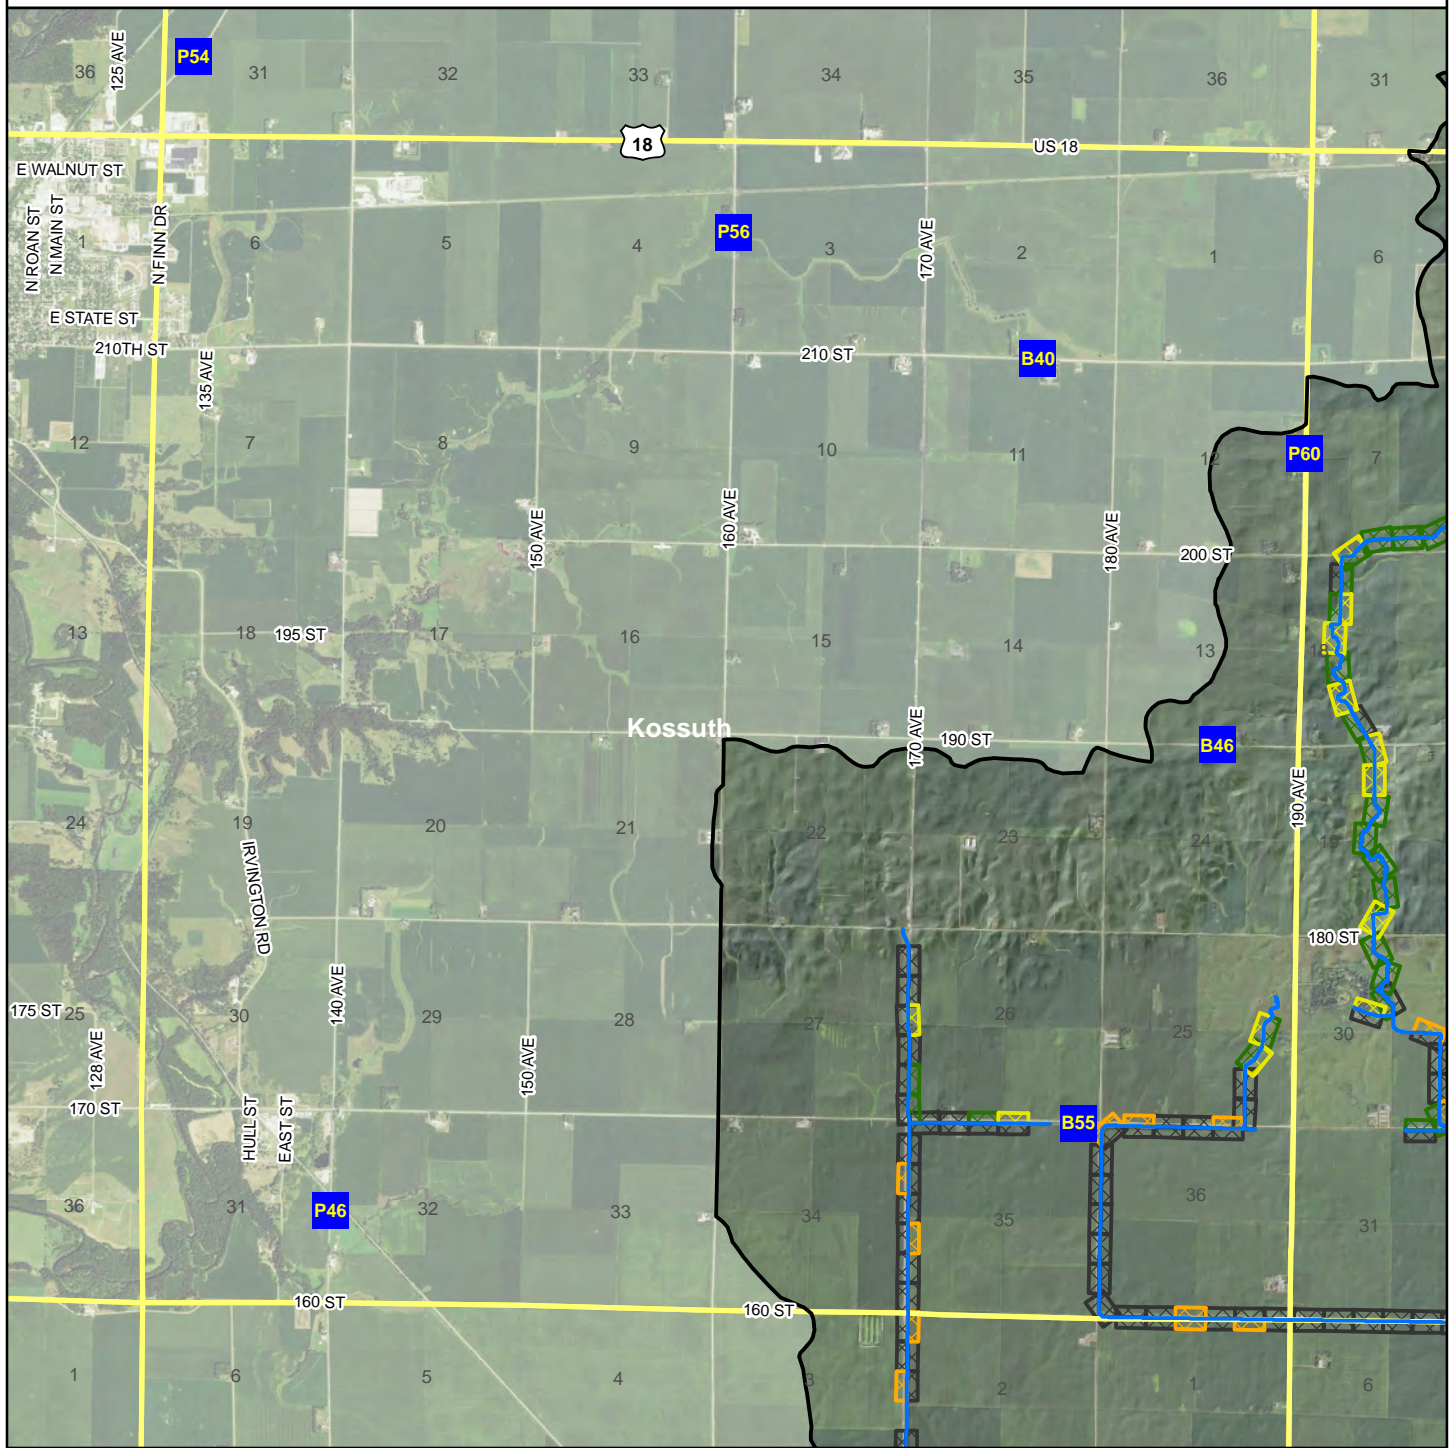 36
125 AVE
P54
31
32
33
34
35
36
31
18
US 18
E WALNUT ST
N ROAN ST
N MAIN ST
1
N FINN DR
6
5
4
P56
3
170 AVE
2
1
6
E STATE ST
210TH ST
135 AVE
210 ST
B40
12
7
8
9
10
11
12
P60
7
150 AVE
160 AVE
180 AVE
200 ST
13
18
195 ST
17
16
15
14
13
18
Kossuth
170 AVE
190 ST
B46
190 AVE
24
19
20
21
22
23
24
19
IRVINGTON RD
180 ST
175 ST
25
30
140 AVE
29
28
27
26
25
30
128 AVE
150 AVE
170 ST
HULL ST
EAST ST
B55
36
31
P46
32
33
34
35
36
31
160 ST
160 ST
1
6
5
4
3
2
1
6